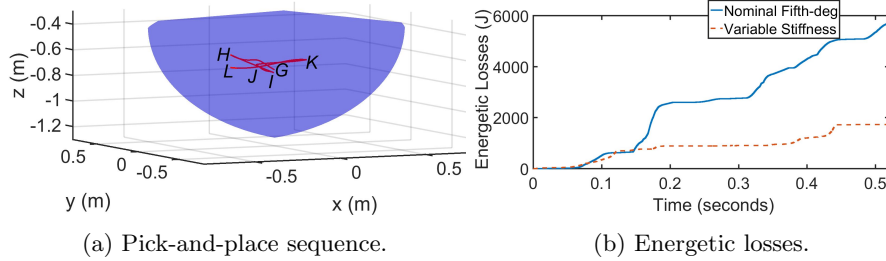 -0.4
-0.6
-0.8
-1
-1.2
z (m)
H
L
J
I
G
K
0.5
0
-0.5
y (m)
-0.5
0
0.5
x (m)
(a) Pick-and-place sequence.
Nominal Fifth-deg
Variable Stiffness
6000
4000
2000
0
Energetic Losses (J)
0 0.1 0.2 0.3 0.4 0.5
Time (seconds)
(b) Energetic losses.